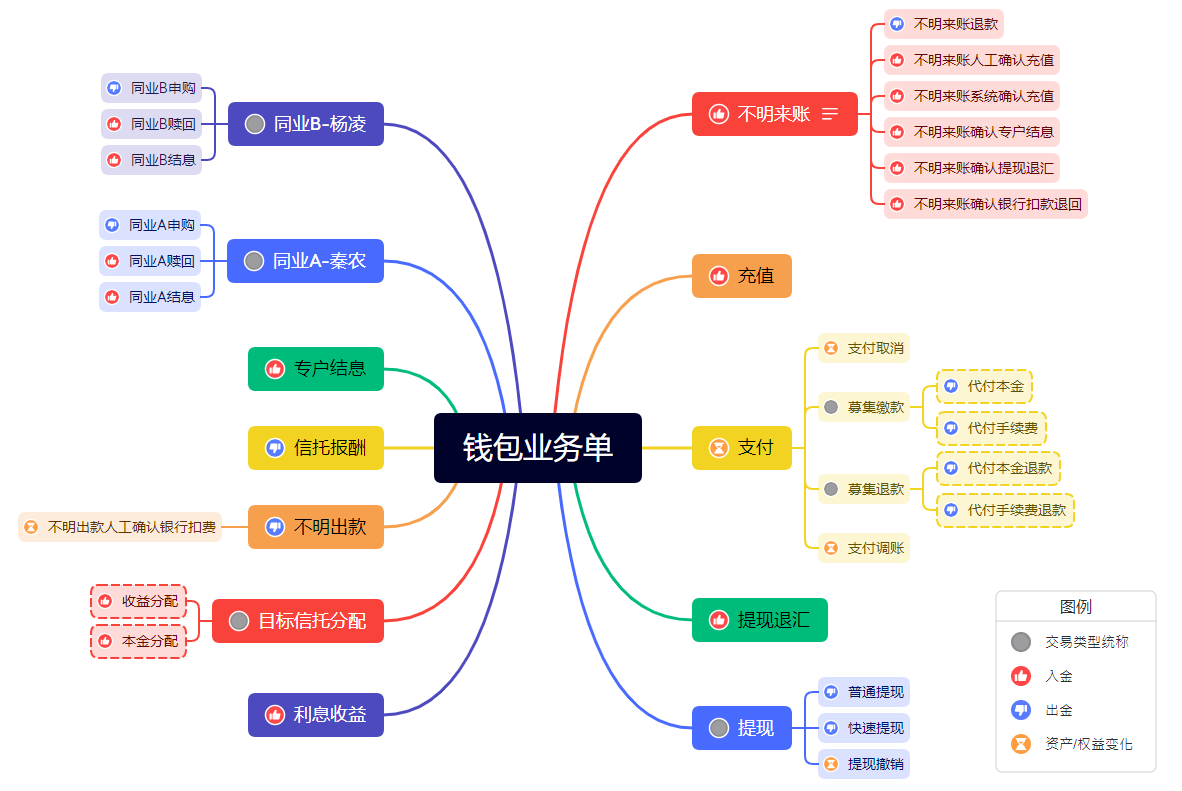 钱包业务单
不明来账
不明来账退款
不明来账人工确认充值
不明来账系统确认充值
不明来账确认专户结息
不明来账确认提现退汇
不明来账确认银行扣款退回
充值
支付
支付取消
募集缴款
代付本金
代付手续费
募集退款
代付本金退款
代付手续费退款
支付调账
提现退汇
提现
普通提现
快速提现
提现撤销
同业B-杨凌
同业B申购
同业B赎回
同业B结息
同业A-秦农
同业A申购
同业A赎回
同业A结息
专户结息
信托报酬
不明出款
不明出款人工确认银行扣费
目标信托分配
收益分配
本金分配
利息收益
图例
交易类型统称
入金
出金
资产/权益变化